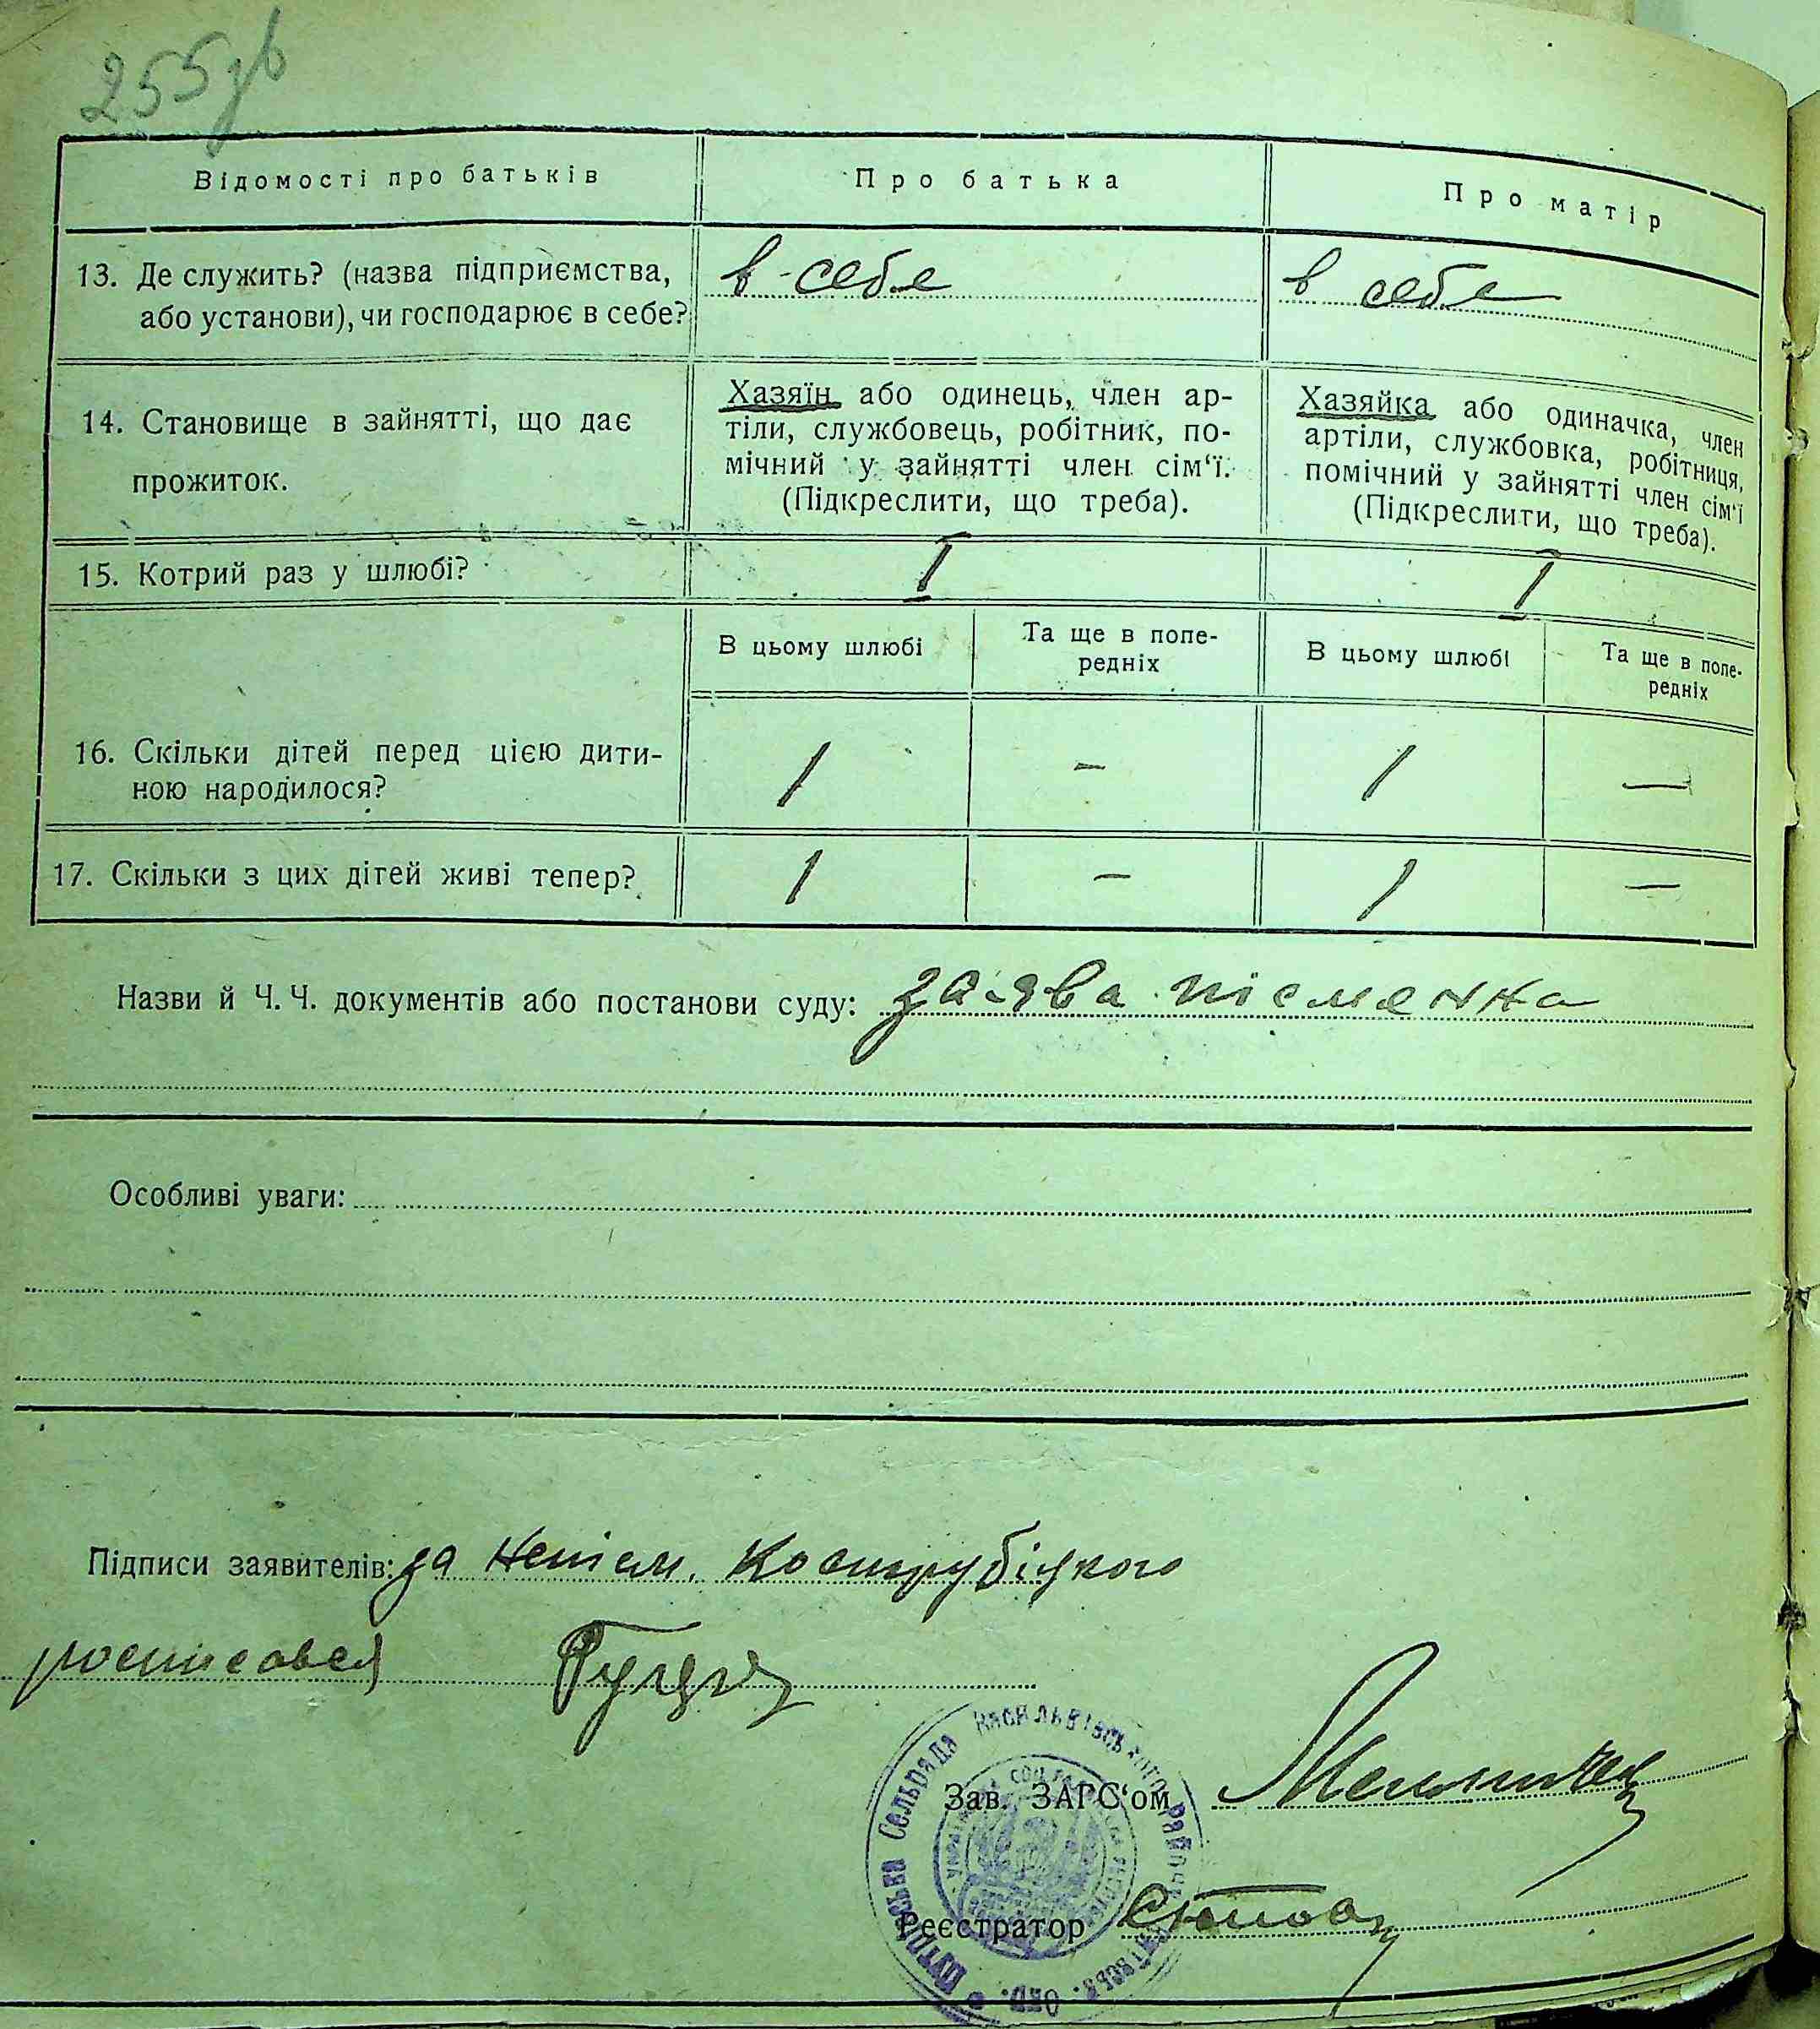 255зв
Відомості про батьків
Про батька
Про матір
13. Де служить? (назва підприємства,
або установи), чи господарює в себе?
в-себе
в себе
14. Становище в зайнятті, що дає
прожиток.
Хазяїн або одинець, член ар-
тіли, службовець, робітник, по-
мічний у зайнятті член сім‘ї.
(Підкреслити, що треба).
Хазяйка або одиначка, член
артіли, службовка, робітниця,
помічний у зайнятті член сім‘ї
(Підкреслити, що треба).
15. Котрий раз у шлюбі?
I
I
В цьому шлюбі
Та ще в попе-
редніх
В цьому шлюбі
Та ще в попе-
редніх
16. Скільки дітей перед цією дити-
ною народилося?
1
—
1
—
17. Скільки з цих дітей живі тепер?
1
—
1
—
Назви й Ч. Ч. документів або постанови суду: заява пісменна
Особливі уваги:
Підписи заявителів: за непісм. Кострубіцкого
росписався
Зав. ЗАГС‘ом
Реєстратор
Сельрада